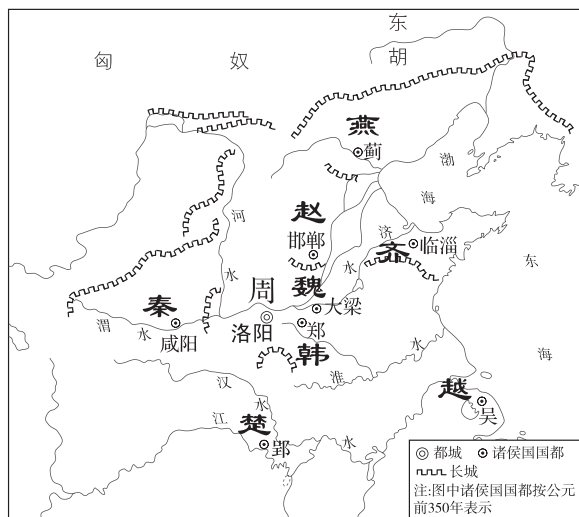 匈 奴 东胡
燕
蓟
渤海
赵
邯郸
河水
济水
齐
临淄
东海
魏
大梁
周
洛阳
秦
咸阳
渭水
郑
韩
淮水
汉水
江水
楚
郢
越
吴
◎ 都城 ⊙ 诸侯国国都
长城
注:图中诸侯国国都按公元
前350年表示